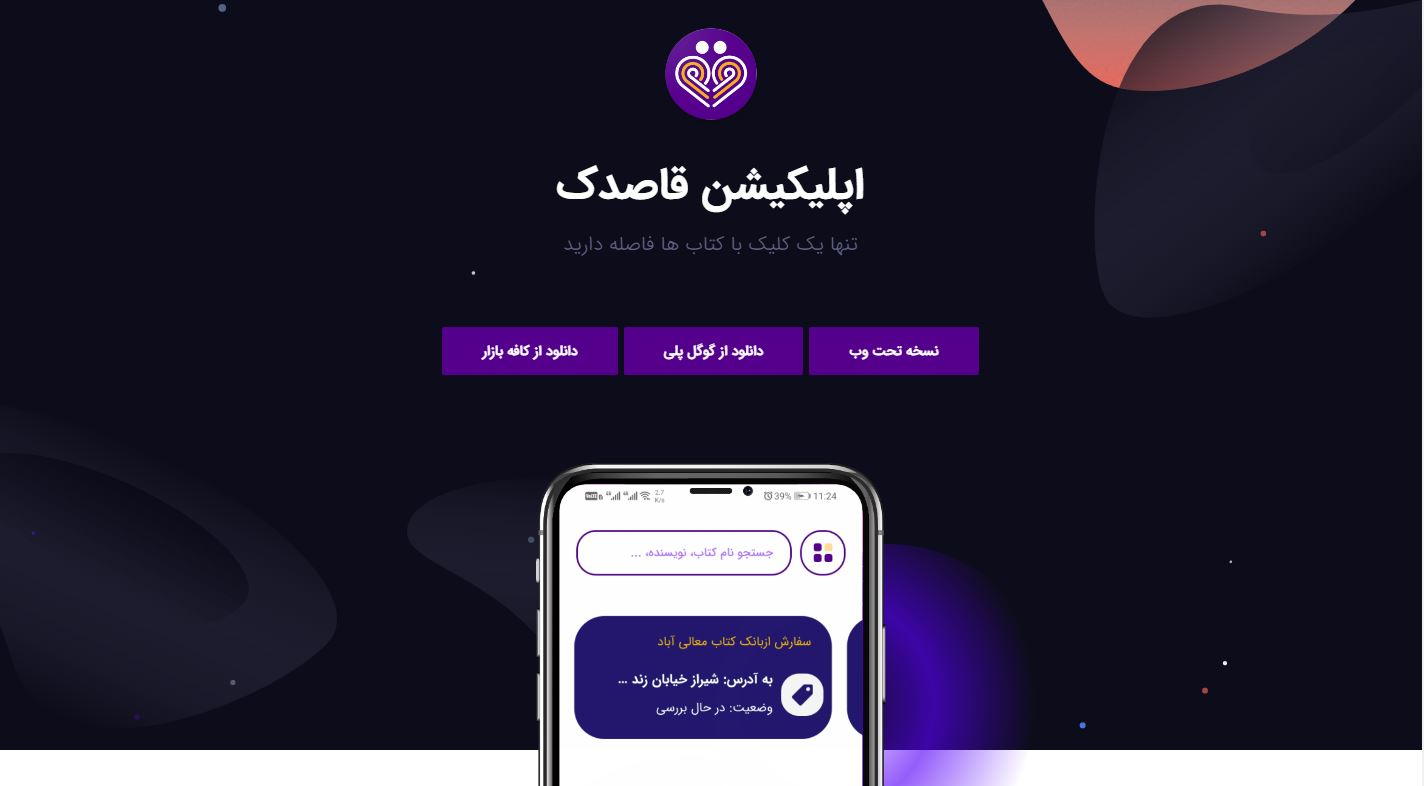 اپلیکیشن قاصدک
تنها یک کلیک با کتاب ها فاصله دارید
نسخه تحت وب
دانلود از گوگل پلی
دانلود از کافه بازار
2.7 K/s
39% 11:24
جستجو نام کتاب، نویسنده، ...
سفارش ازبانک کتاب معالی آباد
به آدرس: شیراز خیابان زند ...
وضعیت: در حال بررسی